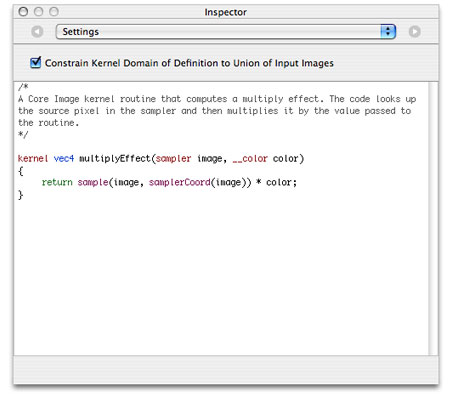 Inspector
Settings
Constrain Kernel Domain of Definition to Union of Input Images
/*
A Core Image kernel routine that computes a multiply effect. The code looks up
the source pixel in the sampler and then multiplies it by the value passed to
the routine.
*/
kernel vec4 multiplyEffect(sampler image, __color color)
{
    return sample(image, samplerCoord(image)) * color;
}